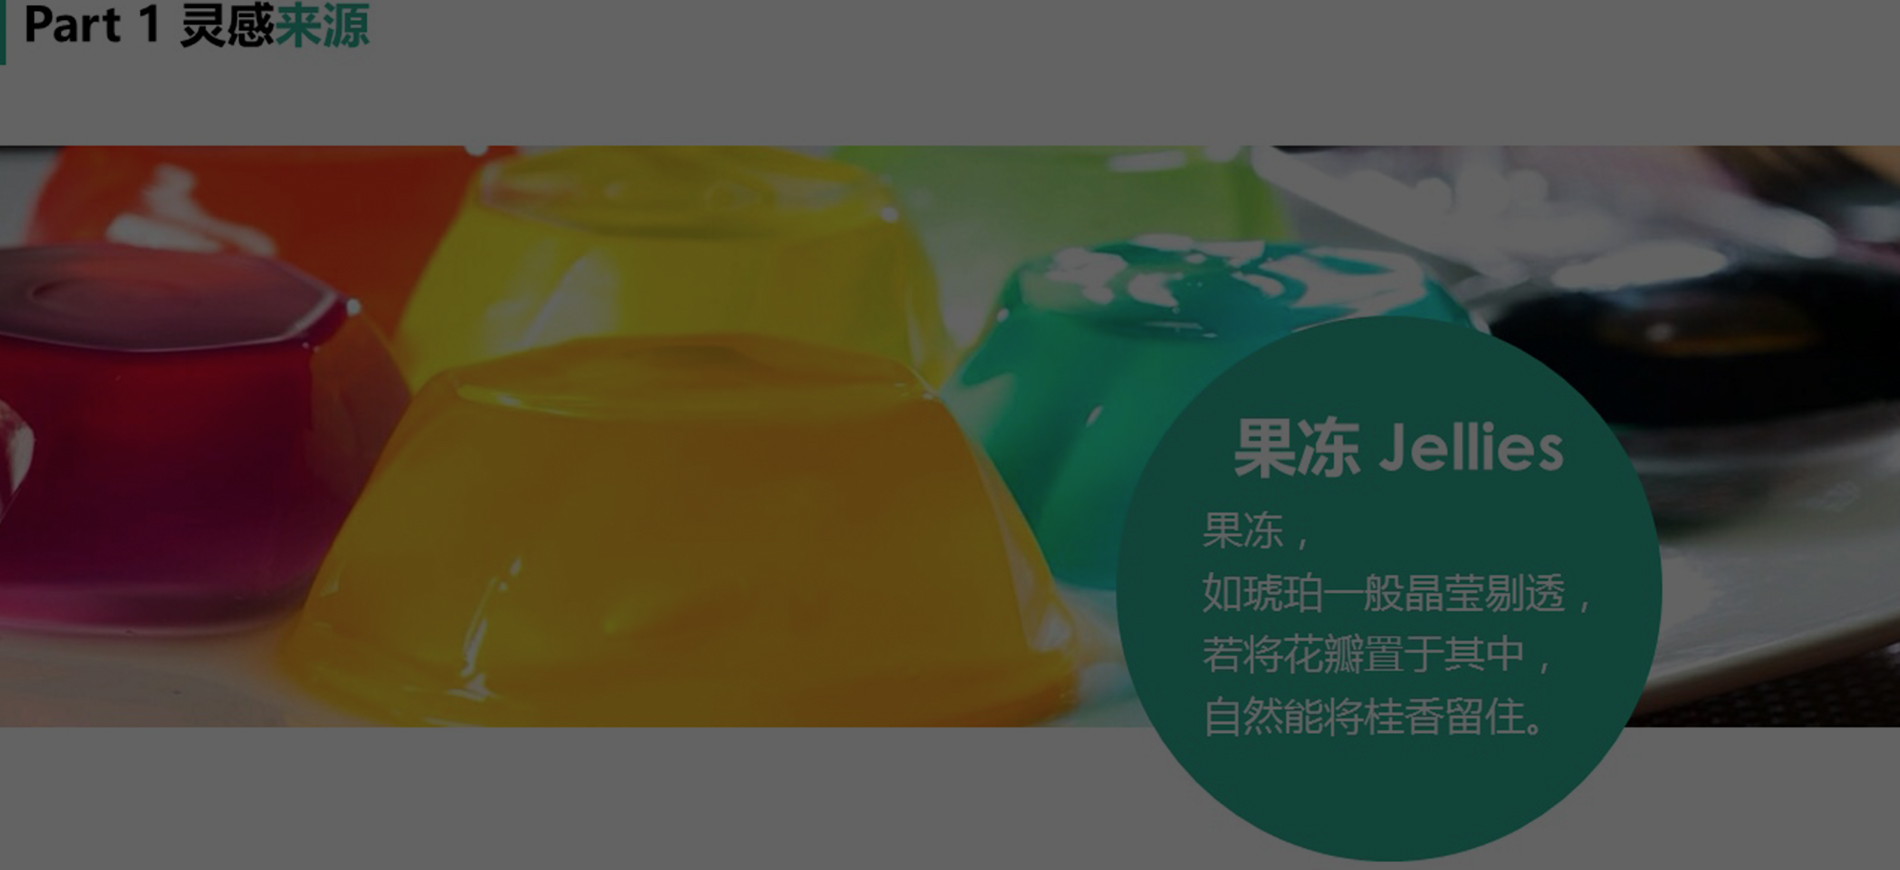 Part 1 灵感来源
果冻 Jellies
果冻，
如琥珀一般晶莹剔透，
若将花瓣置于其中，
自然能将桂香留住。